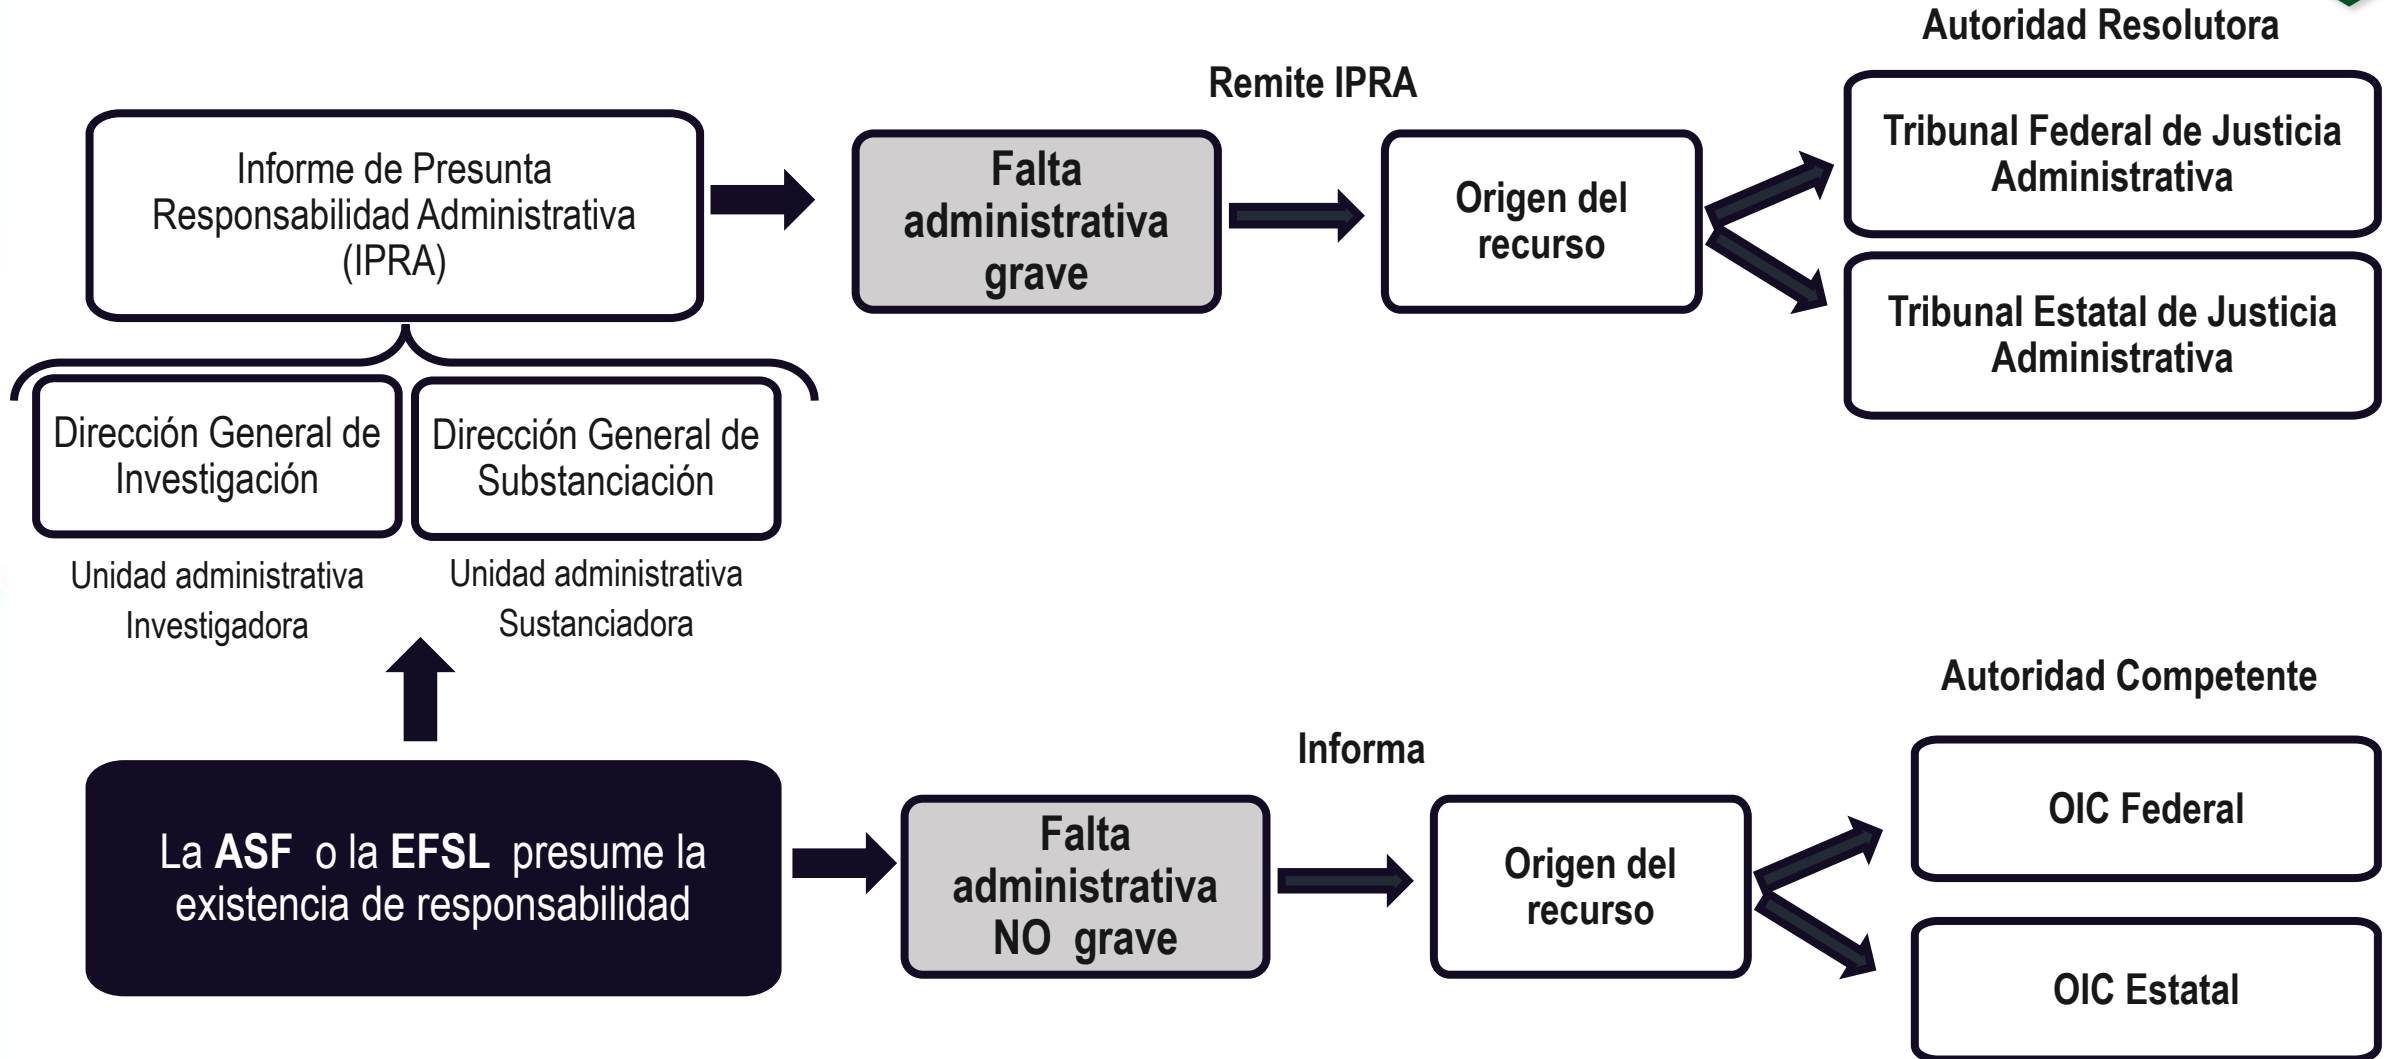 Autoridad Resolutora
Remite IPRA
Informe de Presunta
Responsabilidad Administrativa
(IPRA)
Falta
administrativa
grave
Origen del
recurso
Tribunal Federal de Justicia
Administrativa
Tribunal Estatal de Justicia
Administrativa
Dirección General de
Investigación
Dirección General de
Substanciación
Unidad administrativa
Investigadora
Unidad administrativa
Sustanciadora
Autoridad Competente
Informa
La ASF o la EFSL presume la
existencia de responsabilidad
Falta
administrativa
NO grave
Origen del
recurso
OIC Federal
OIC Estatal